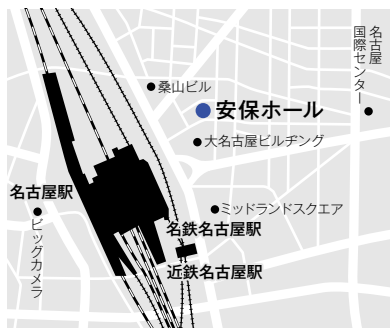 桑山ビル
安保ホール
大名古屋ビルヂング
名古屋
国際センター
名古屋駅
ビッグカメラ
ミッドランドスクエア
名鉄名古屋駅
近鉄名古屋駅